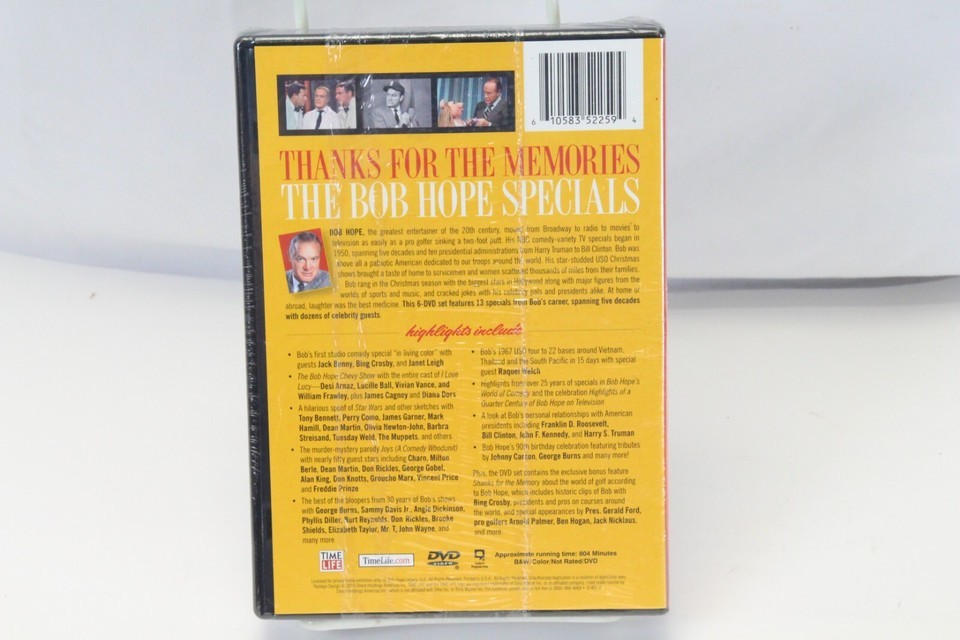 6 10583 52259 4
THANKS FOR THE MEMORIES
THE BOB HOPE SPECIALS
BOB HOPE, the greatest entertainer of the 20th century, moved from Broadway to radio to movies to
television as easily as a pro golfer sinking a two-foot putt. His NBC comedy-variety TV specials began in
1950, spanning five decades and ten presidential administrations from Harry Truman to Bill Clinton. Bob was
above all a patriotic American dedicated to our troops around the world. His star-studded USO Christmas
shows brought a taste of home to servicemen and women scattered thousands of miles from their families.
Bob rang in the Christmas season with the biggest stars in Hollywood along with major figures from the
worlds of sports and music, and cracked jokes with his celebrity pals and presidents alike. At home or
abroad, laughter was the best medicine. This 6-DVD set features 13 specials from Bob's career, spanning five decades
with dozens of celebrity guests.
highlights include
• Bob's first studio comedy special "in living color" with
guests Jack Benny, Bing Crosby, and Janet Leigh
• The Bob Hope Chevy Show with the entire cast of I Love
Lucy—Desi Arnaz, Lucille Ball, Vivian Vance, and
William Frawley, plus James Cagney and Diana Dors
• A hilarious spoof of Star Wars and other sketches with
Tony Bennett, Perry Como, James Garner, Mark
Hamill, Dean Martin, Olivia Newton-John, Barbra
Streisand, Tuesday Weld, The Muppets, and others
• The murder-mystery parody Joys (A Comedy Whodunit)
with nearly fifty guest stars including Charo, Milton
Berle, Dean Martin, Don Rickles, George Gobel,
Alan King, Don Knotts, Groucho Marx, Vincent Price
and Freddie Prinze
• The best of the bloopers from 30 years of Bob's shows
with George Burns, Sammy Davis Jr., Angie Dickinson,
Phyllis Diller, Burt Reynolds, Don Rickles, Brooke
Shields, Elizabeth Taylor, Mr. T, John Wayne, and
many more
• Bob's 1967 USO tour to 22 bases around Vietnam,
Thailand and the South Pacific in 15 days with special
guest Raquel Welch
• Highlights from over 25 years of specials in Bob Hope's
World of Comedy and the celebration Highlights of a
Quarter Century of Bob Hope on Television
• A look at Bob's personal relationships with American
presidents including Franklin D. Roosevelt,
Bill Clinton, John F. Kennedy, and Harry S. Truman
• Bob Hope's 90th birthday celebration featuring tributes
by Johnny Carson, George Burns and many more!
Plus, the DVD set contains the exclusive bonus feature
Shanks for the Memory about the world of golf according
to Bob Hope, which includes historic clips of Bob with
Bing Crosby, presidents and pros on courses around
the world, and special appearances by Pres. Gerald Ford,
pro golfers Arnold Palmer, Ben Hogan, Jack Nicklaus,
and more.
TIME
LIFE
TimeLife.com
DVD
VIDEO
Approximate running time: 804 Minutes
B&W/Color/Not Rated/DVD